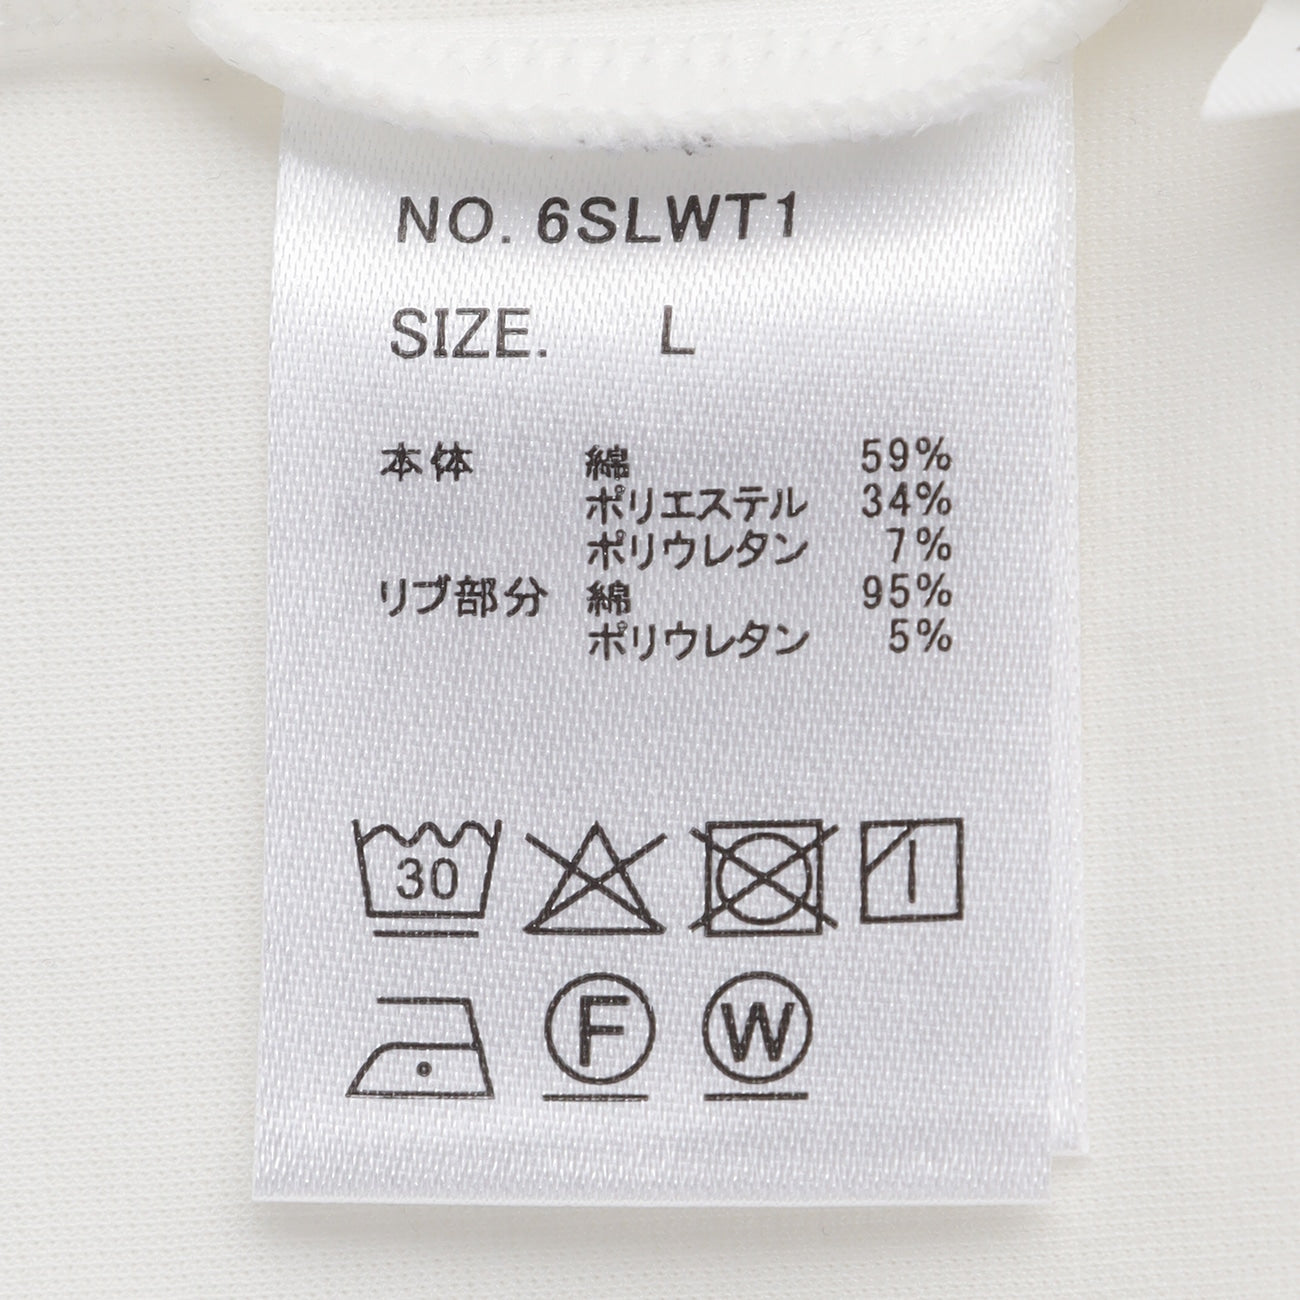 NO. 6SLWT1
SIZE. L
本体 綿 59%
ポリエステル 34%
ポリウレタン 7%
リブ部分 綿 95%
ポリウレタン 5%
30
F W